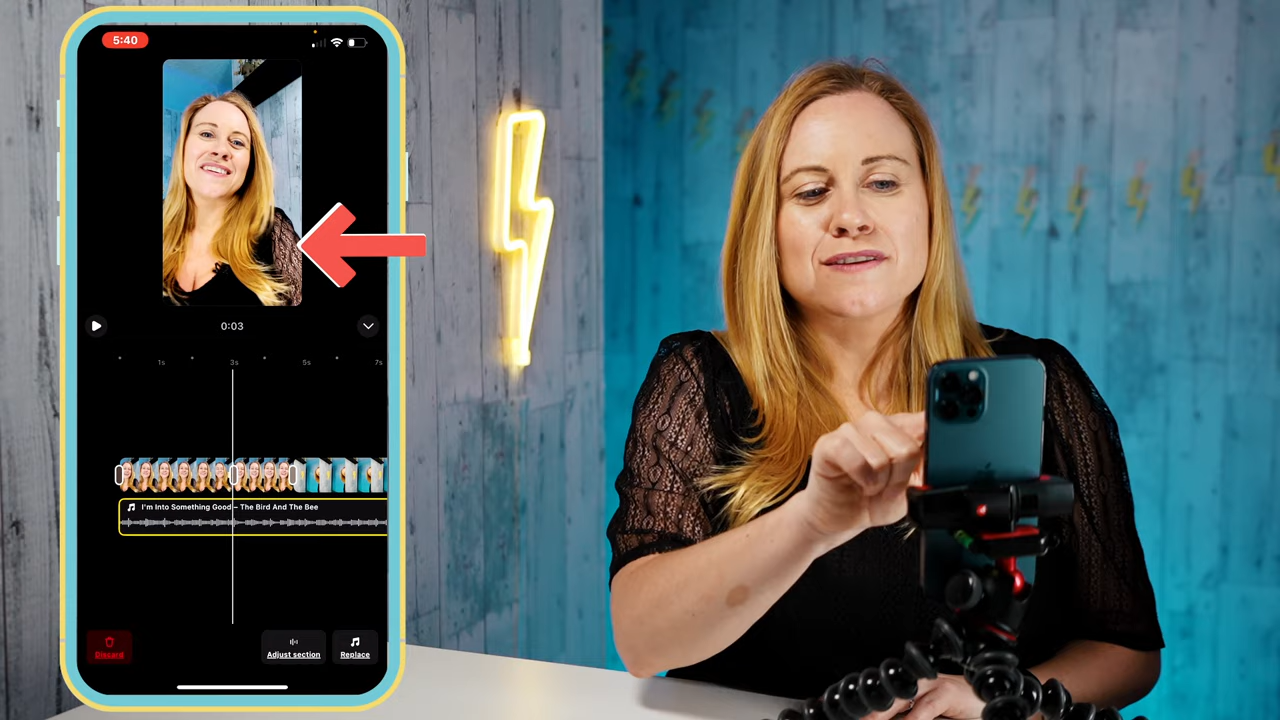 5:40
0:03
1s 3s 5s 7s
I'm Into Something Good – The Bird And The Bee
Discard Adjust section Replace